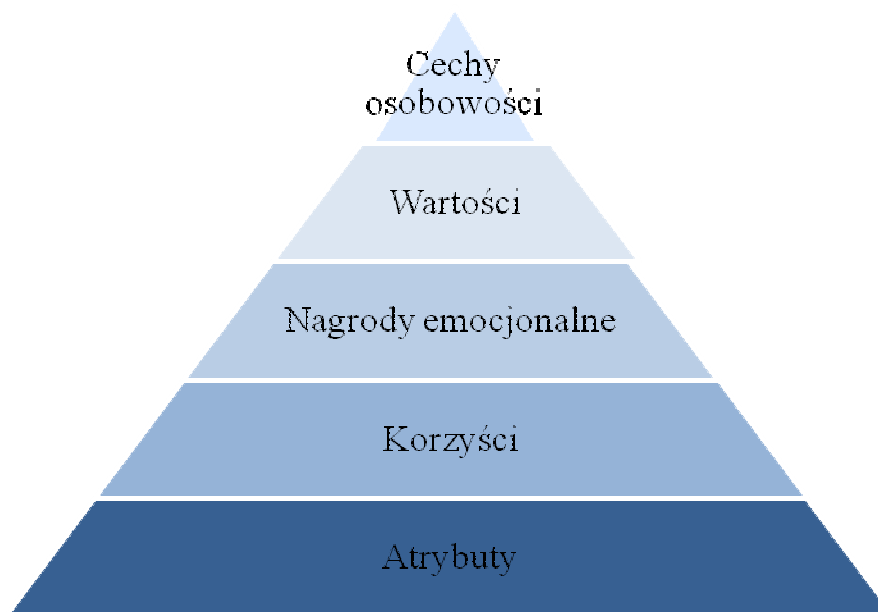 Cechy
osobowości
Wartości
Nagrody emocjonalne
Korzyści
Atrybuty